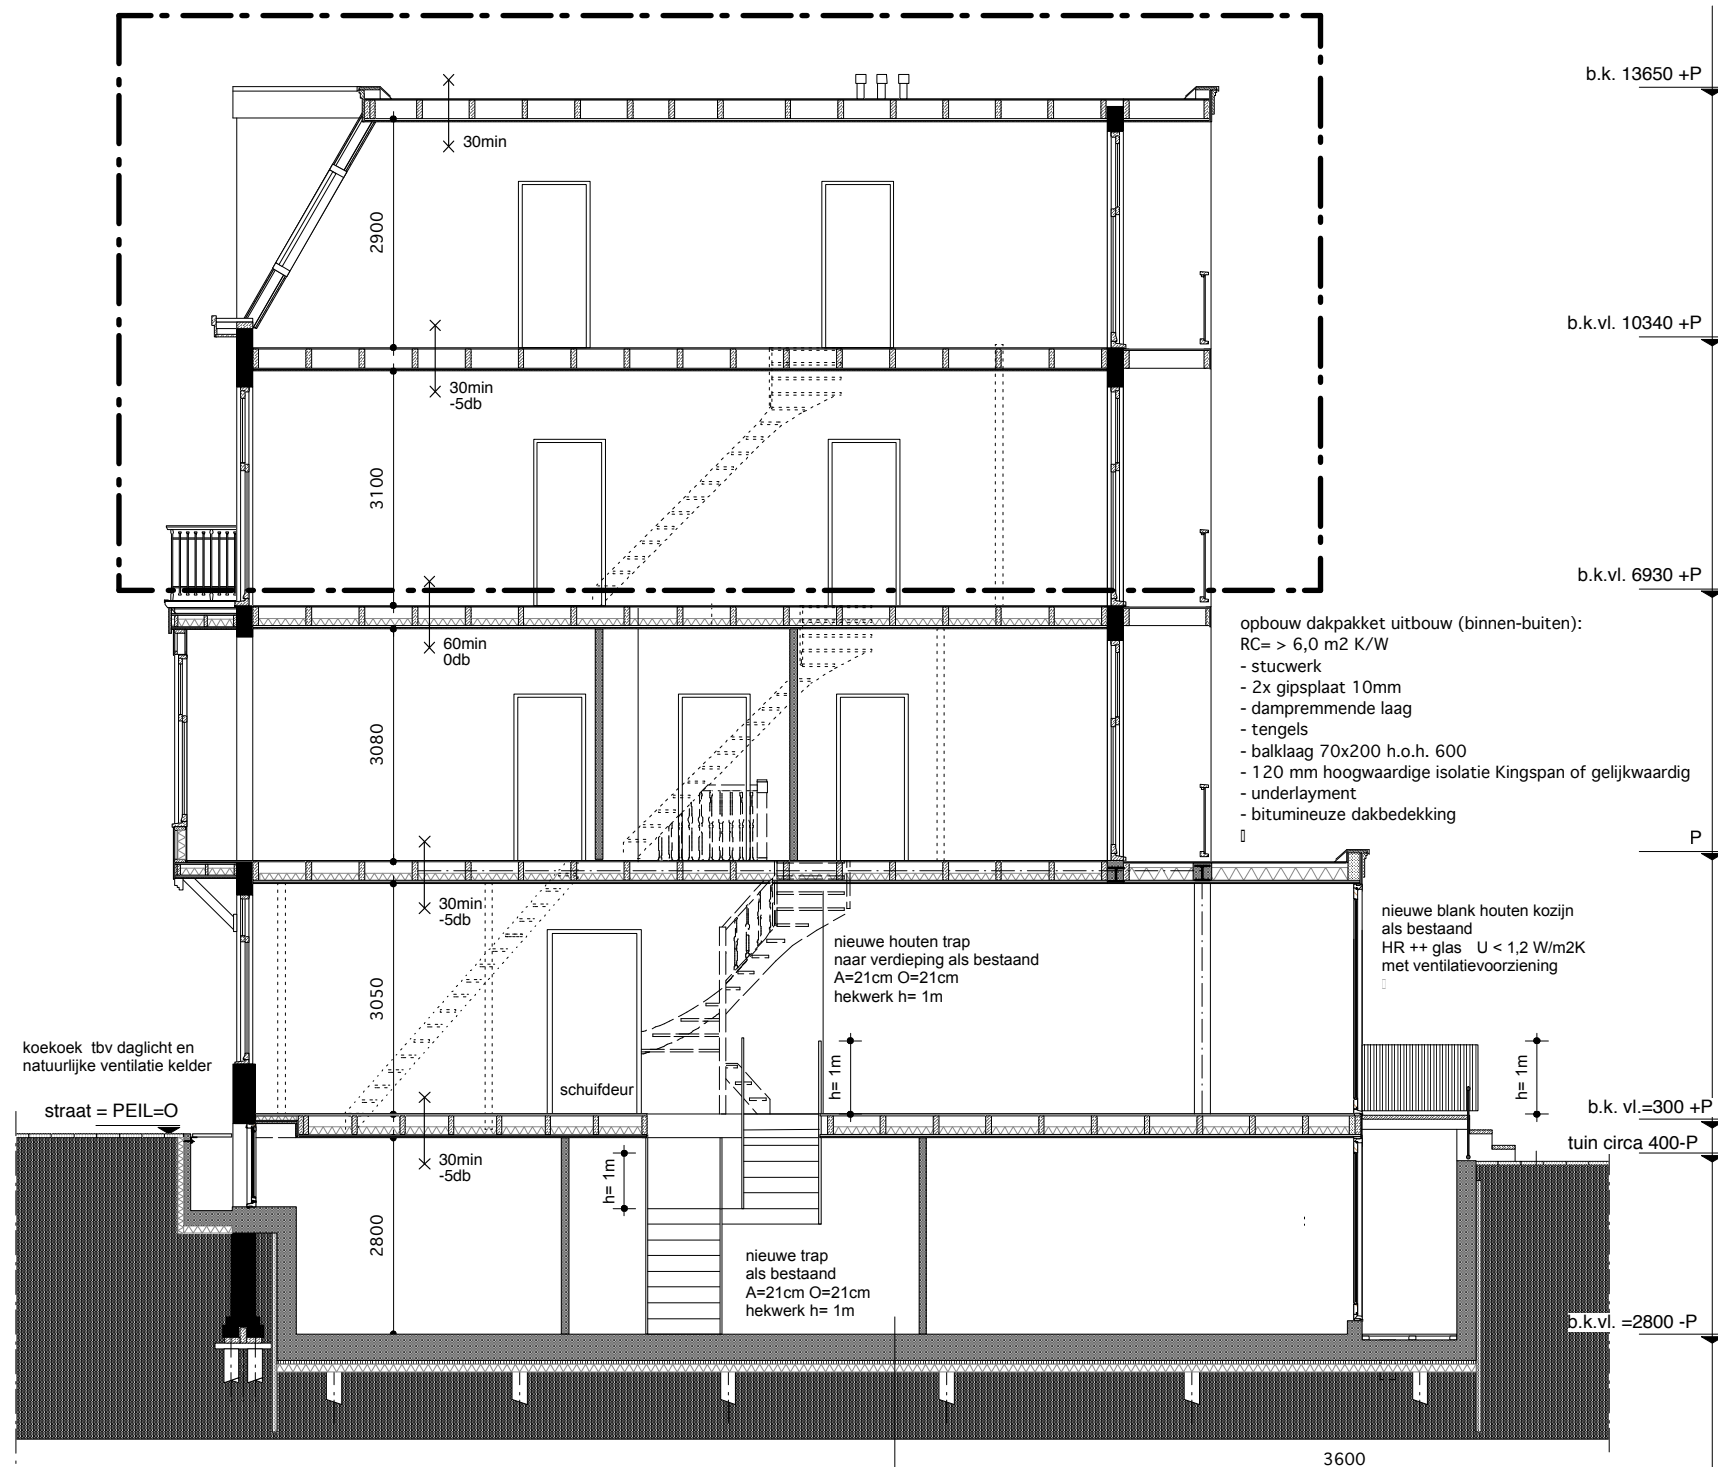 b.k. 13650 +P
30min
2900
b.k.vl. 10340 +P
30min
-5db
3100
b.k.vl. 6930 +P
60min
0db
opbouw dakpakket uitbouw (binnen-buiten):
RC= > 6,0 m2 K/W
- stucwerk
- 2x gipsplaat 10mm
- dampremmende laag
- tengels
- balklaag 70x200 h.o.h. 600
- 120 mm hoogwaardige isolatie Kingspan of gelijkwaardig
- underlayment
- bitumineuze dakbedekking
3080
P
30min
-5db
nieuwe houten trap
naar verdieping als bestaand
A=21cm O=21cm
hekwerk h= 1m
nieuwe blank houten kozijn
als bestaand
HR ++ glas U < 1,2 W/m2K
met ventilatievoorziening
3050
koekoek tbv daglicht en
natuurlijke ventilatie kelder
schuifdeur
h= 1m
h= 1m
straat = PEIL=O
b.k. vl.=300 +P
tuin circa 400-P
30min
-5db
h= 1m
2800
nieuwe trap
als bestaand
A=21cm O=21cm
hekwerk h= 1m
b.k.vl. =2800 -P
3600